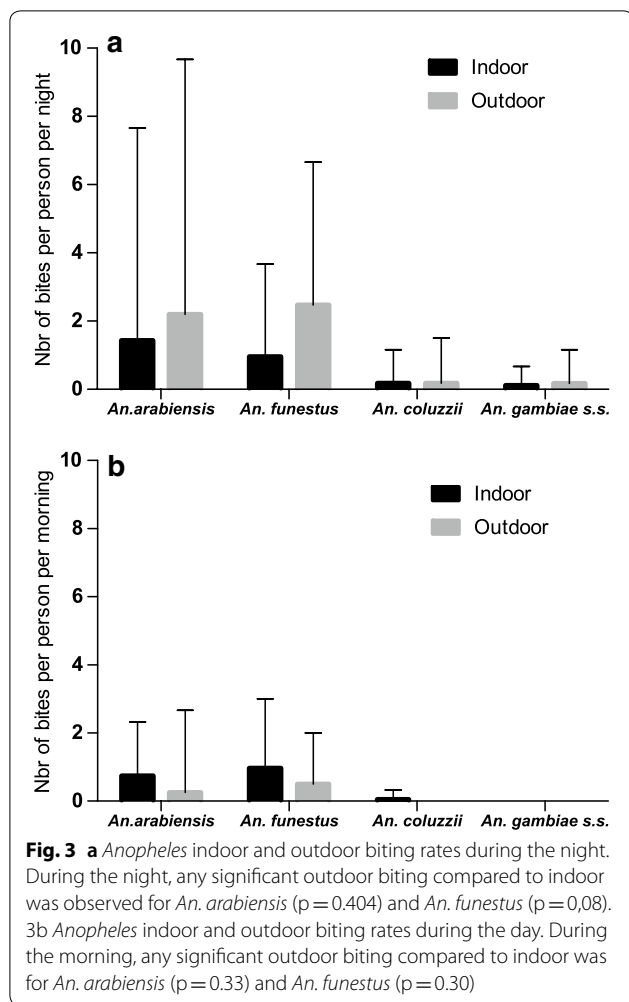 a
Indoor
Outdoor
Nbr of bites per person per night
10
8
6
4
2
0
An.arabiensis An. funestus An. coluzzii An. gambiae s.s.
b
Indoor
Outdoor
Nbr of bites per person per morning
10
8
6
4
2
0
An.arabiensis An. funestus An. coluzzii An. gambiae s.s.
Fig. 3 a Anopheles indoor and outdoor biting rates during the night.
During the night, any significant outdoor biting compared to indoor
was observed for An. arabiensis (p = 0.404) and An. funestus (p = 0,08).
3b Anopheles indoor and outdoor biting rates during the day. During
the morning, any significant outdoor biting compared to indoor was
for An. arabiensis (p = 0.33) and An. funestus (p = 0.30)